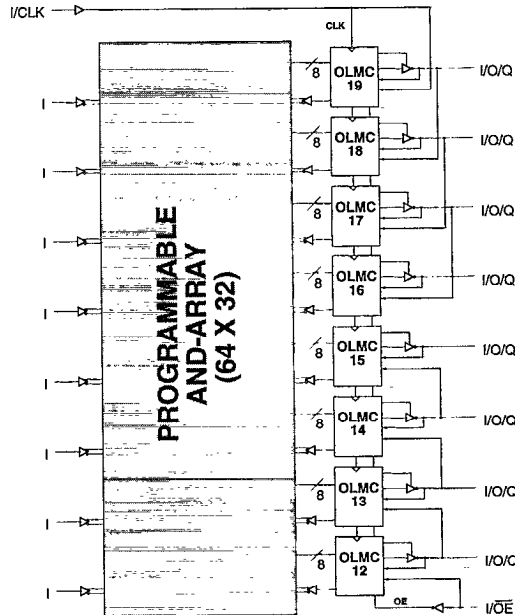 I/CLK
CLK
8
OLMC
19
I/O/Q
I
8
OLMC
18
I/O/Q
I
8
OLMC
17
I/O/Q
I
8
OLMC
16
I/O/Q
I
PROGRAMMABLE
AND-ARRAY
(64 X 32)
8
OLMC
15
I/O/Q
I
8
OLMC
14
I/O/Q
I
8
OLMC
13
I/O/Q
I
8
OLMC
12
I/O/Q
I
OE
I/OE